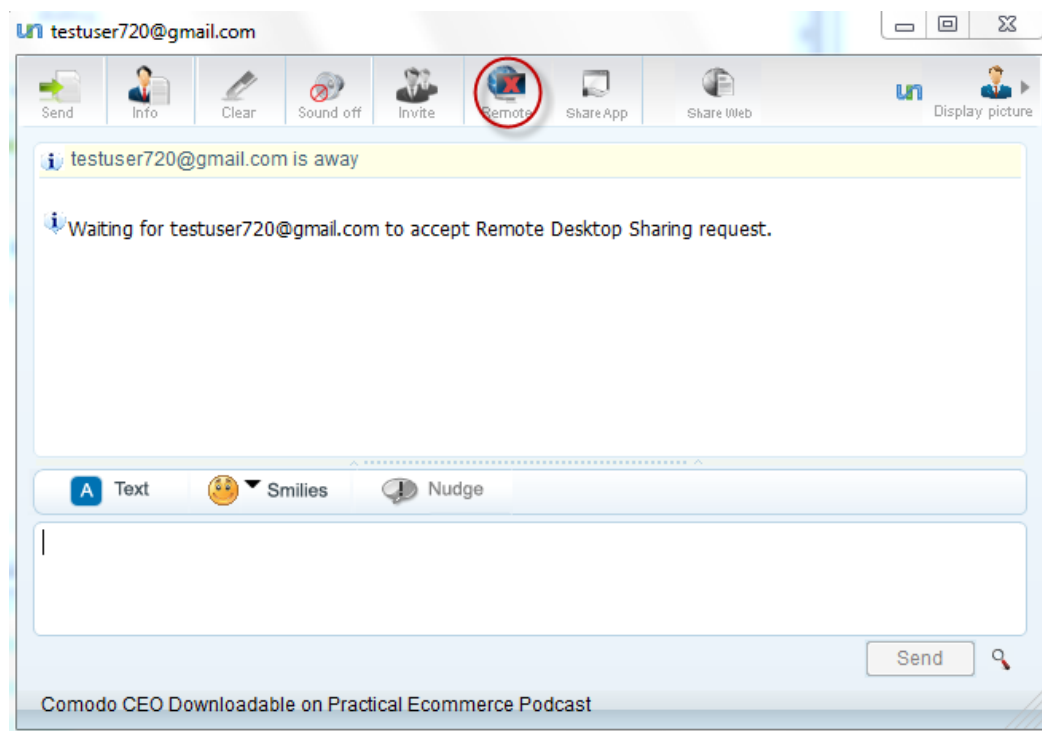 un testuser720@gmail.com
Send Info Clear Sound off Invite Remote Share App Share Web un Display picture
testuser720@gmail.com is away
Waiting for testuser720@gmail.com to accept Remote Desktop Sharing request.
A Text Smilies Nudge
Send
Comodo CEO Downloadable on Practical Ecommerce Podcast